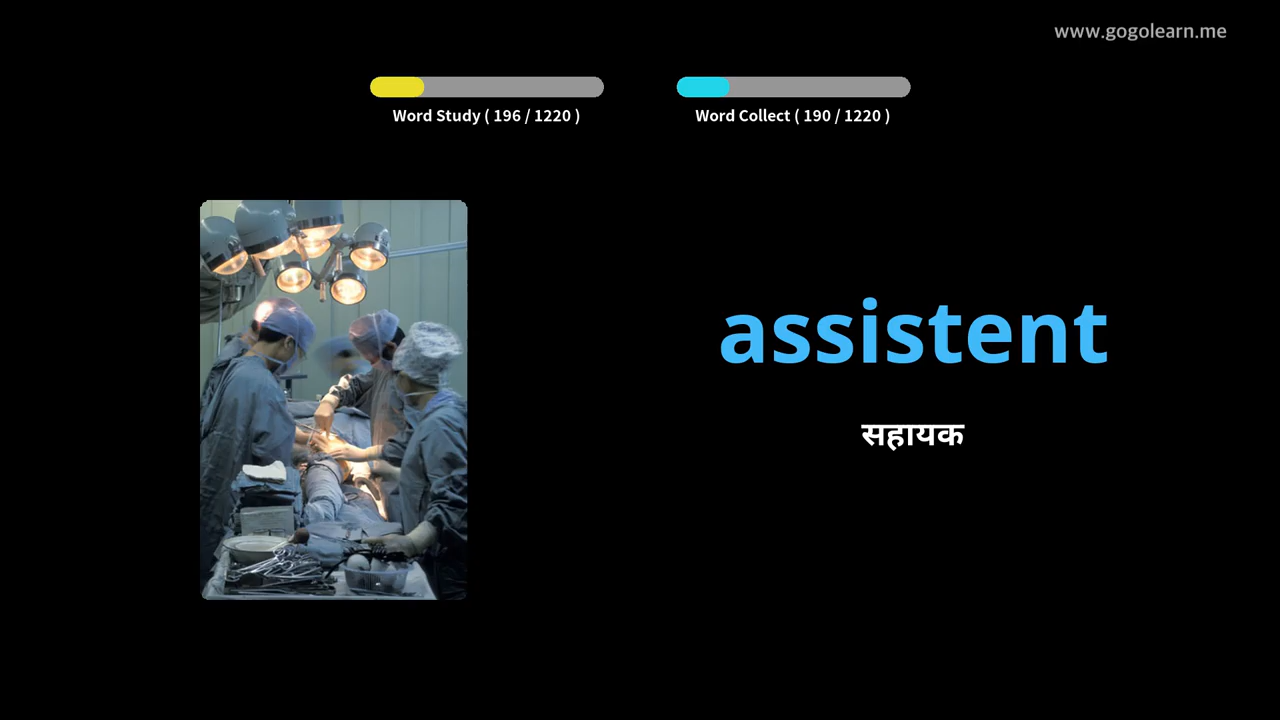 www.gogolearn.me
Word Study ( 196 / 1220 )
Word Collect ( 190 / 1220 )
assistent
सहायक